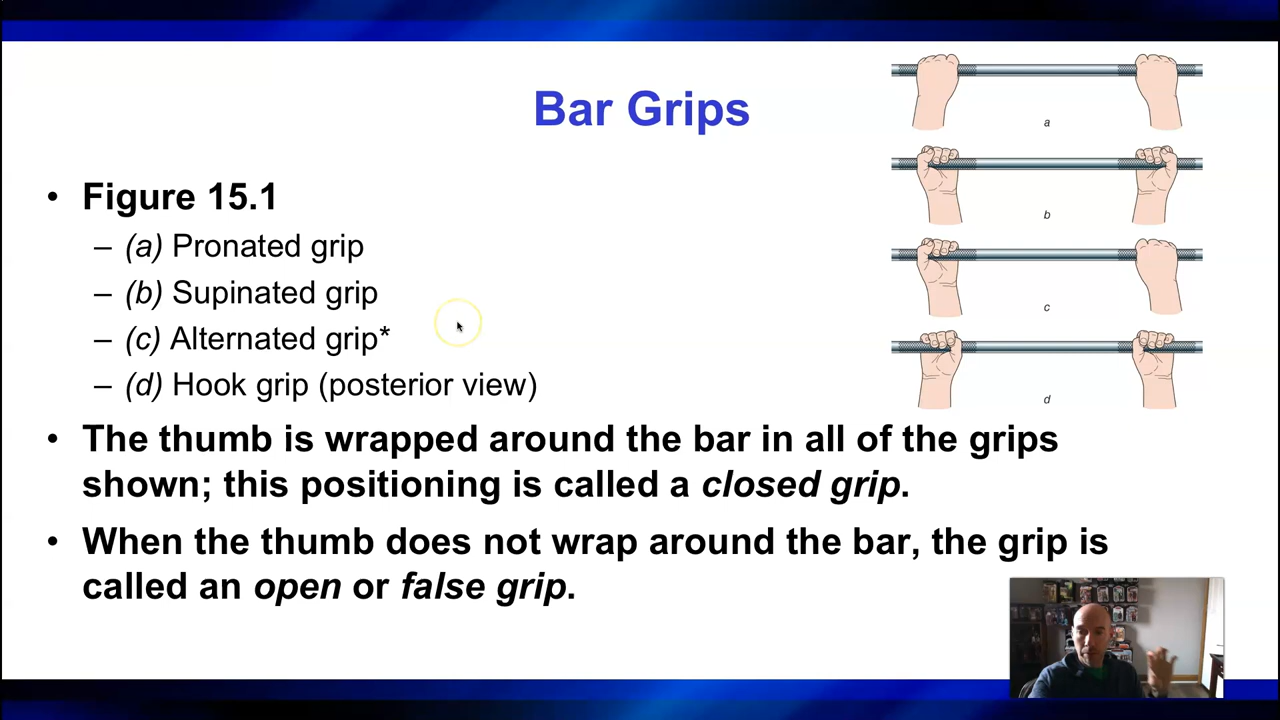 Bar Grips
• Figure 15.1
– (a) Pronated grip
– (b) Supinated grip
– (c) Alternated grip*
– (d) Hook grip (posterior view)
• The thumb is wrapped around the bar in all of the grips
shown; this positioning is called a closed grip.
• When the thumb does not wrap around the bar, the grip is
called an open or false grip.
a
b
c
d